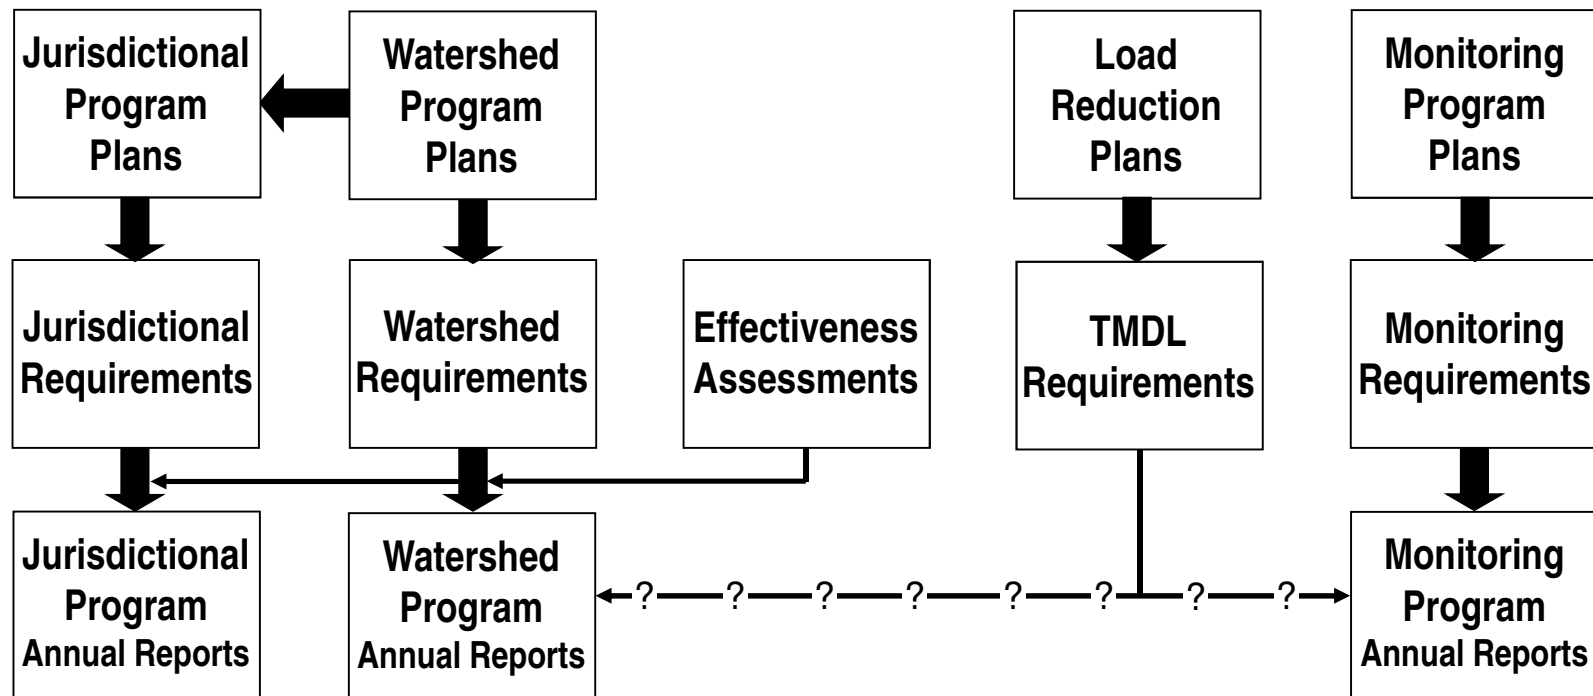 Jurisdictional
Program
Plans
Watershed
Program
Plans
Load
Reduction
Plans
Monitoring
Program
Plans
Jurisdictional
Requirements
Watershed
Requirements
Effectiveness
Assessments
TMDL
Requirements
Monitoring
Requirements
Jurisdictional
Program
Annual Reports
Watershed
Program
Annual Reports
? ? ? ? ? ? ? ?
Monitoring
Program
Annual Reports